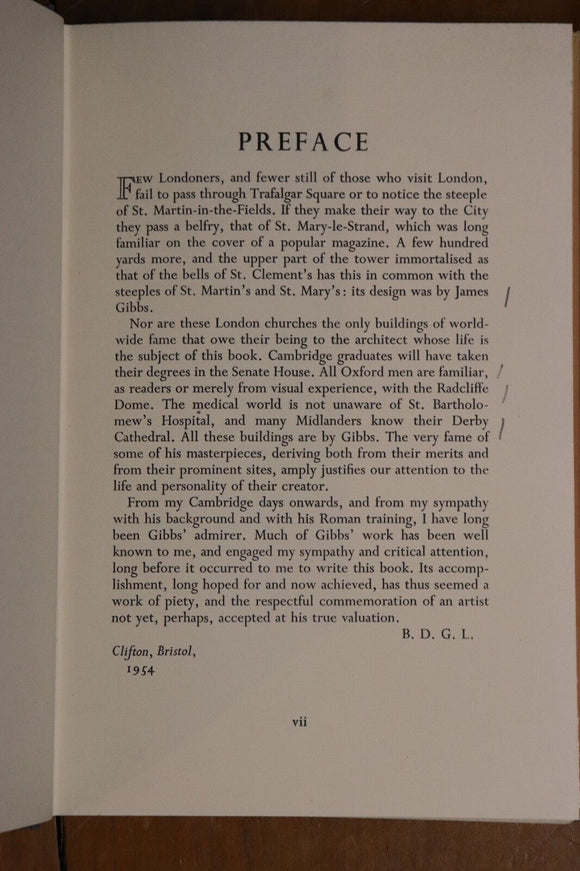 PREFACE
FEW Londoners, and fewer still of those who visit London,
fail to pass through Trafalgar Square or to notice the steeple
of St. Martin-in-the-Fields. If they make their way to the City
they pass a belfry, that of St. Mary-le-Strand, which was long
familiar on the cover of a popular magazine. A few hundred
yards more, and the upper part of the tower immortalised as
that of the bells of St. Clement's has this in common with the
steeples of St. Martin's and St. Mary's: its design was by James
Gibbs.
Nor are these London churches the only buildings of world-
wide fame that owe their being to the architect whose life is
the subject of this book. Cambridge graduates will have taken
their degrees in the Senate House. All Oxford men are familiar,
as readers or merely from visual experience, with the Radcliffe
Dome. The medical world is not unaware of St. Bartholo-
mew's Hospital, and many Midlanders know their Derby
Cathedral. All these buildings are by Gibbs. The very fame of
some of his masterpieces, deriving both from their merits and
from their prominent sites, amply justifies our attention to the
life and personality of their creator.
From my Cambridge days onwards, and from my sympathy
with his background and with his Roman training, I have long
been Gibbs' admirer. Much of Gibbs' work has been well
known to me, and engaged my sympathy and critical attention,
long before it occurred to me to write this book. Its accomp-
lishment, long hoped for and now achieved, has thus seemed a
work of piety, and the respectful commemoration of an artist
not yet, perhaps, accepted at his true valuation.
B. D. G. L.
Clifton, Bristol,
1954
vii